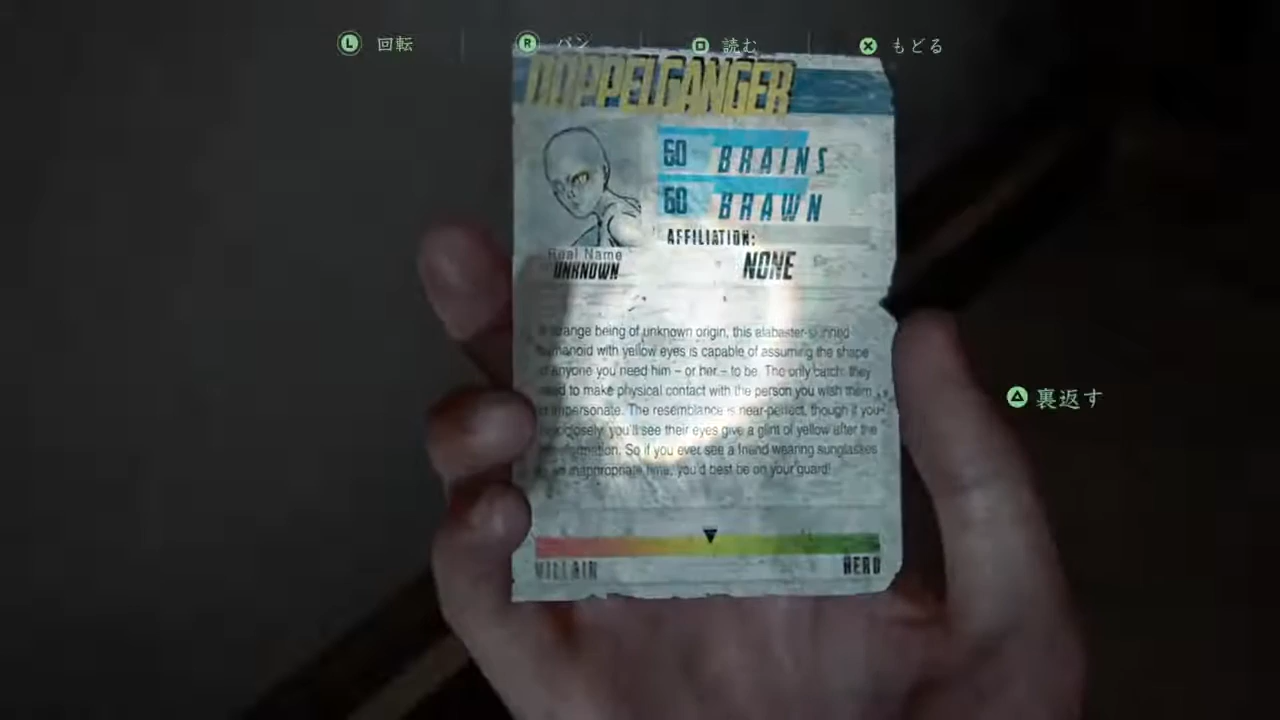 L 回転
R パン
読む
もどる
DOPPELGANGER
60 BRAINS
60 BRAWN
AFFILIATION:
NONE
Real Name
UNKNOWN
strange being of unknown origin, this alabaster-skinned
humanoid with yellow eyes is capable of assuming the shape
of anyone you need him – or her – to be. The only catch: they
need to make physical contact with the person you wish them
to impersonate. The resemblance is near-perfect, though if you
look closely, you'll see their eyes give a glint of yellow after the
transformation. So if you ever see a friend wearing sunglasses
an inappropriate time, you'd best be on your guard!
裏返す
VILLAIN
HERO